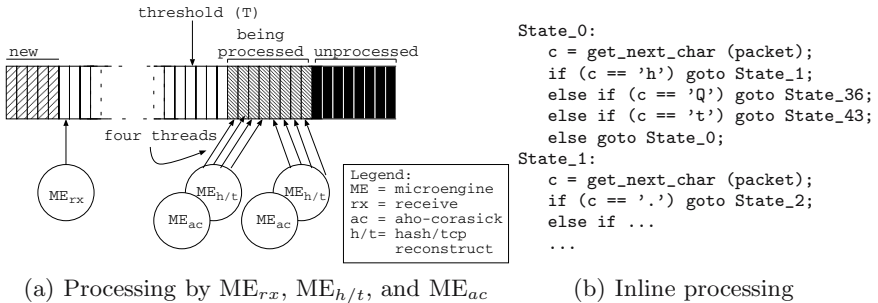 threshold (T)
new
being
processed
unprocessed
four threads
ME_rx
ME_h/t
ME_ac
ME_h/t
ME_ac
Legend:
ME = microengine
rx = receive
ac = aho-corasick
h/t= hash/tcp
reconstruct
(a) Processing by ME_rx, ME_h/t, and ME_ac
State_0:
c = get_next_char (packet);
if (c == 'h') goto State_1;
else if (c == 'Q') goto State_36;
else if (c == 't') goto State_43;
else goto State_0;
State_1:
c = get_next_char (packet);
if (c == '.') goto State_2;
else if ...
...
(b) Inline processing